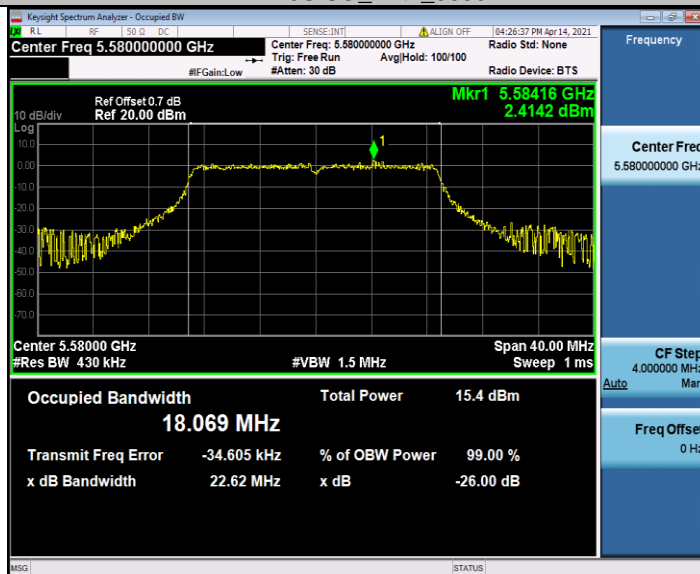 Keysight Spectrum Analyzer - Occupied BW
RL RF 50 Ω DC SENSE:INT ALIGN OFF 04:26:37 PM Apr 14, 2021
Center Freq 5.580000000 GHz Center Freq: 5.580000000 GHz Radio Std: None
Trig: Free Run Avg|Hold: 100/100
#IFGain:Low #Atten: 30 dB Radio Device: BTS
Frequency
Ref Offset 0.7 dB Mkr1 5.58416 GHz
10 dB/div Ref 20.00 dBm 2.4142 dBm
Log
10.0
1
0.00
-10.0
-20.0
-30.0
-40.0
-50.0
-60.0
-70.0
Center 5.58000 GHz Span 40.00 MHz
#Res BW 430 kHz #VBW 1.5 MHz Sweep 1 ms
Occupied Bandwidth Total Power 15.4 dBm
18.069 MHz
Transmit Freq Error -34.605 kHz % of OBW Power 99.00 %
x dB Bandwidth 22.62 MHz x dB -26.00 dB
Center Freq
5.580000000 GHz
CF Step
4.000000 MHz
Auto Man
Freq Offset
0 Hz
MSG STATUS